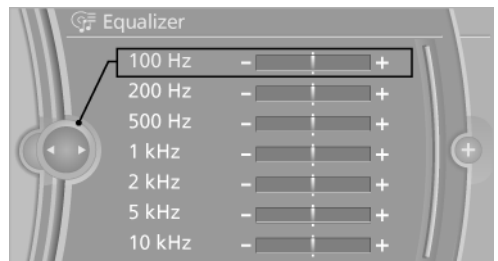 Equalizer
100 Hz - +
200 Hz - +
500 Hz - +
1 kHz - +
2 kHz - +
5 kHz - +
10 kHz - +
+